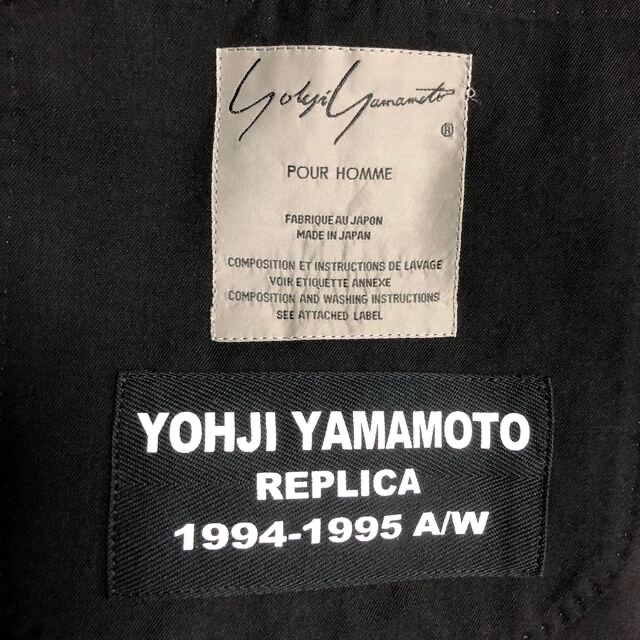 Yohji Yamamoto
®
POUR HOMME
FABRIQUE AU JAPON
MADE IN JAPAN
COMPOSITION ET INSTRUCTIONS DE LAVAGE
VOIR ETIQUETTE ANNEXE
COMPOSITION AND WASHING INSTRUCTIONS
SEE ATTACHED LABEL
YOHJI YAMAMOTO
REPLICA
1994-1995 A/W